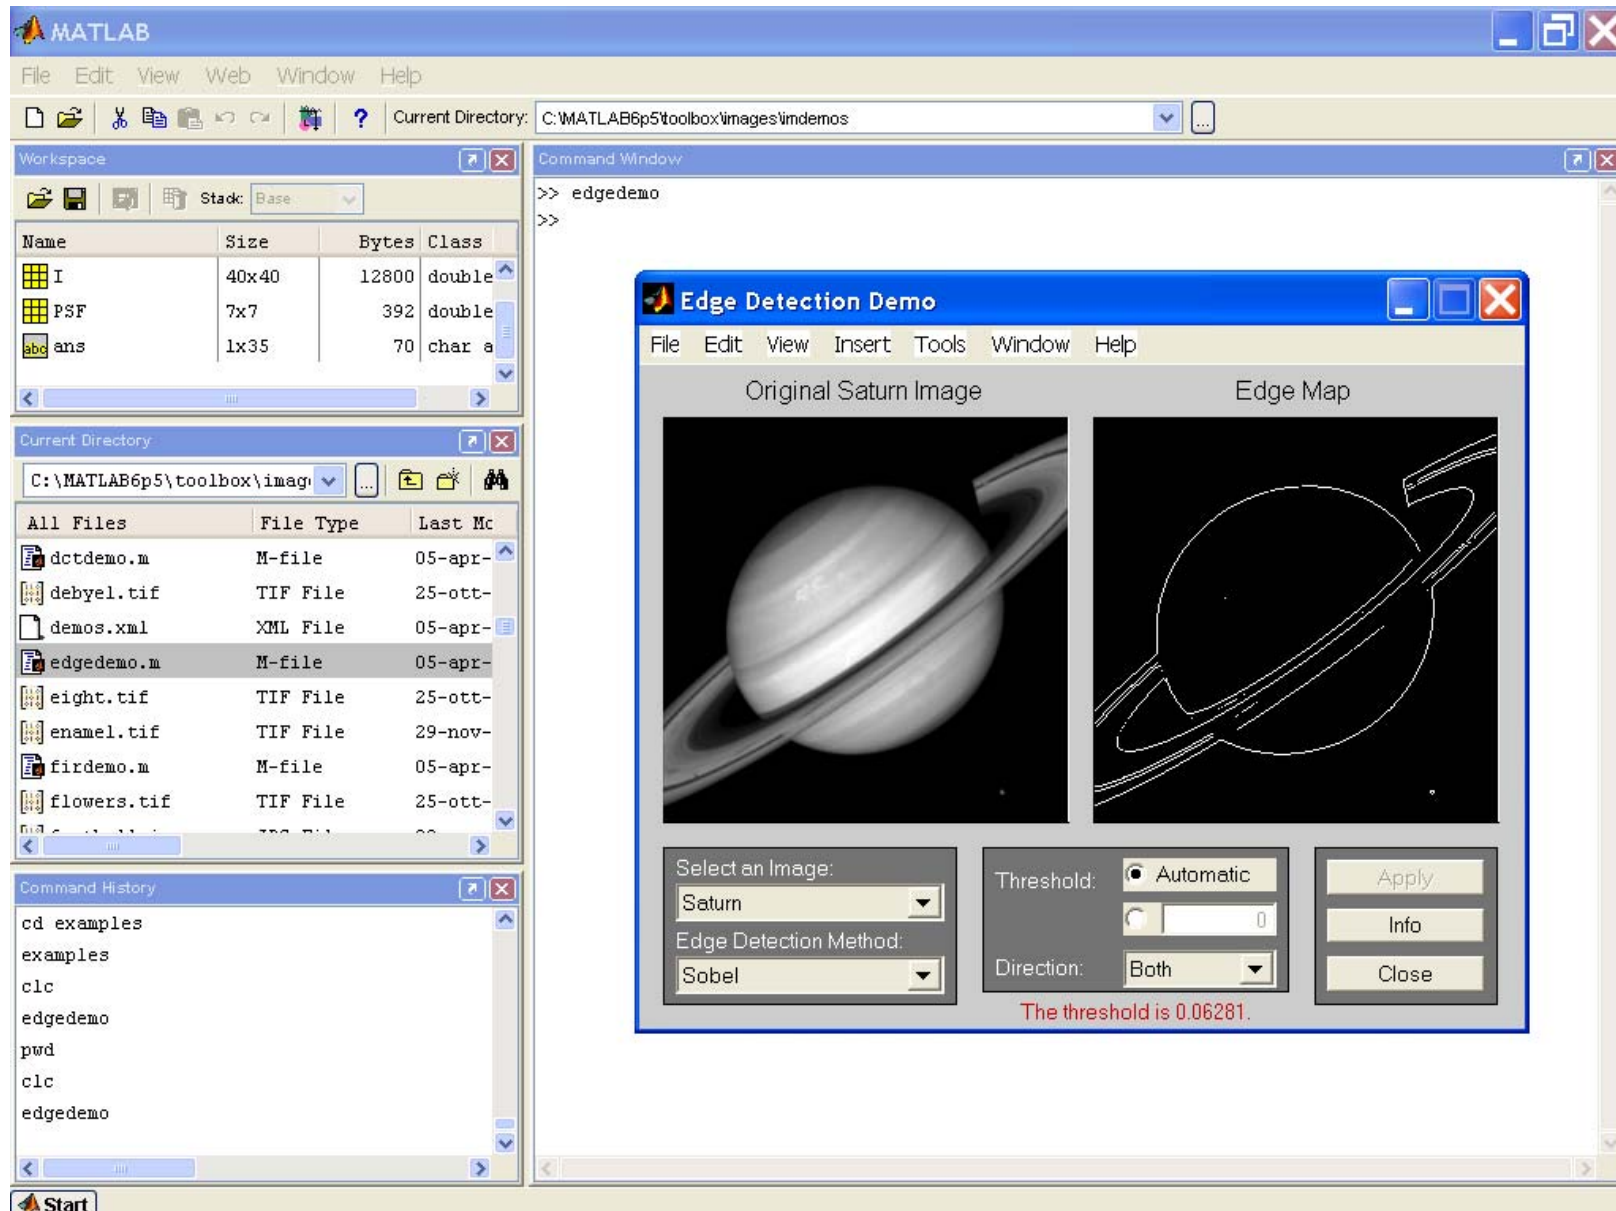 MATLAB
File Edit View Web Window Help
? Current Directory: C:\MATLAB6p5\toolbox\images\imdemos ...
Workspace
Stack: Base
Name Size Bytes Class
I 40x40 12800 double
PSF 7x7 392 double
abc ans 1x35 70 char a
Current Directory
C:\MATLAB6p5\toolbox\imag ...
All Files File Type Last Mo
dctdemo.m M-file 05-apr-
debye1.tif TIF File 25-ott-
demos.xml XML File 05-apr-
edgedemo.m M-file 05-apr-
eight.tif TIF File 25-ott-
enamel.tif TIF File 29-nov-
firdemo.m M-file 05-apr-
flowers.tif TIF File 25-ott-
Command History
cd examples
examples
clc
edgedemo
pwd
clc
edgedemo
Command Window
>> edgedemo
>>
Edge Detection Demo
File Edit View Insert Tools Window Help
Original Saturn Image Edge Map
Select an Image:
Saturn
Edge Detection Method:
Sobel
Threshold: Automatic
0
Direction: Both
The threshold is 0.06281.
Apply
Info
Close
Start